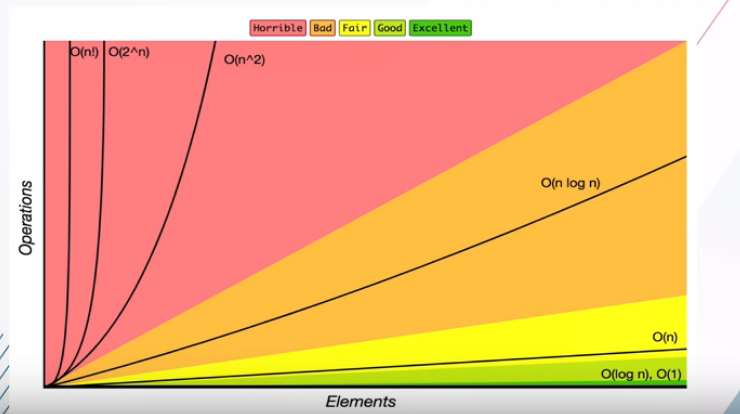 Horrible Bad Fair Good Excellent
O(n!) O(2^n)
O(n^2)
O(n log n)
O(n)
O(log n), O(1)
Operations
Elements